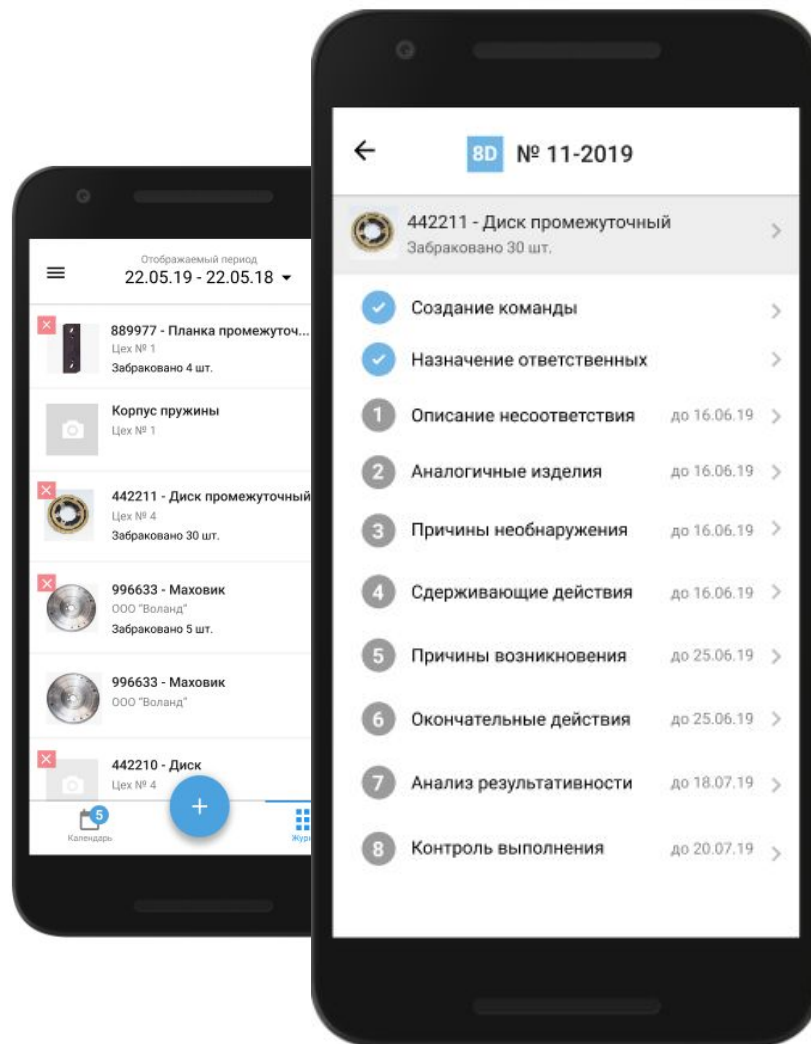 Отображаемый период
22.05.19 - 22.05.18
889977 - Планка промежуточ...
Цех № 1
Забраковано 4 шт.
Корпус пружины
Цех № 1
442211 - Диск промежуточный
Цех № 4
Забраковано 30 шт.
996633 - Маховик
ООО "Воланд"
Забраковано 5 шт.
996633 - Маховик
ООО "Воланд"
442210 - Диск
Цех № 4
+
5
Календарь
8D № 11-2019
442211 - Диск промежуточный
Забраковано 30 шт.
Создание команды
Назначение ответственных
1 Описание несоответствия до 16.06.19
2 Аналогичные изделия до 16.06.19
3 Причины необнаружения до 16.06.19
4 Сдерживающие действия до 16.06.19
5 Причины возникновения до 25.06.19
6 Окончательные действия до 25.06.19
7 Анализ результативности до 18.07.19
8 Контроль выполнения до 20.07.19